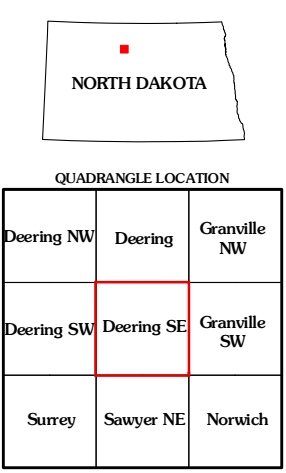 NORTH DAKOTA
QUADRANGLE LOCATION
Deering NW
Deering
Granville
NW
Deering SW
Deering SE
Granville
SW
Surrey
Sawyer NE
Norwich